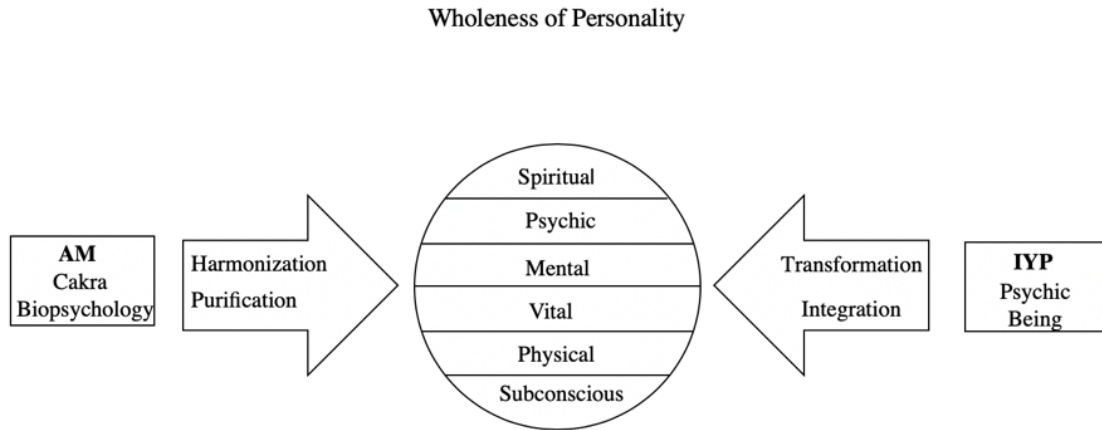 Wholeness of Personality
AM
Cakra
Biopsychology
Harmonization
Purification
Spiritual
Psychic
Mental
Vital
Physical
Subconscious
Transformation
Integration
IYP
Psychic
Being